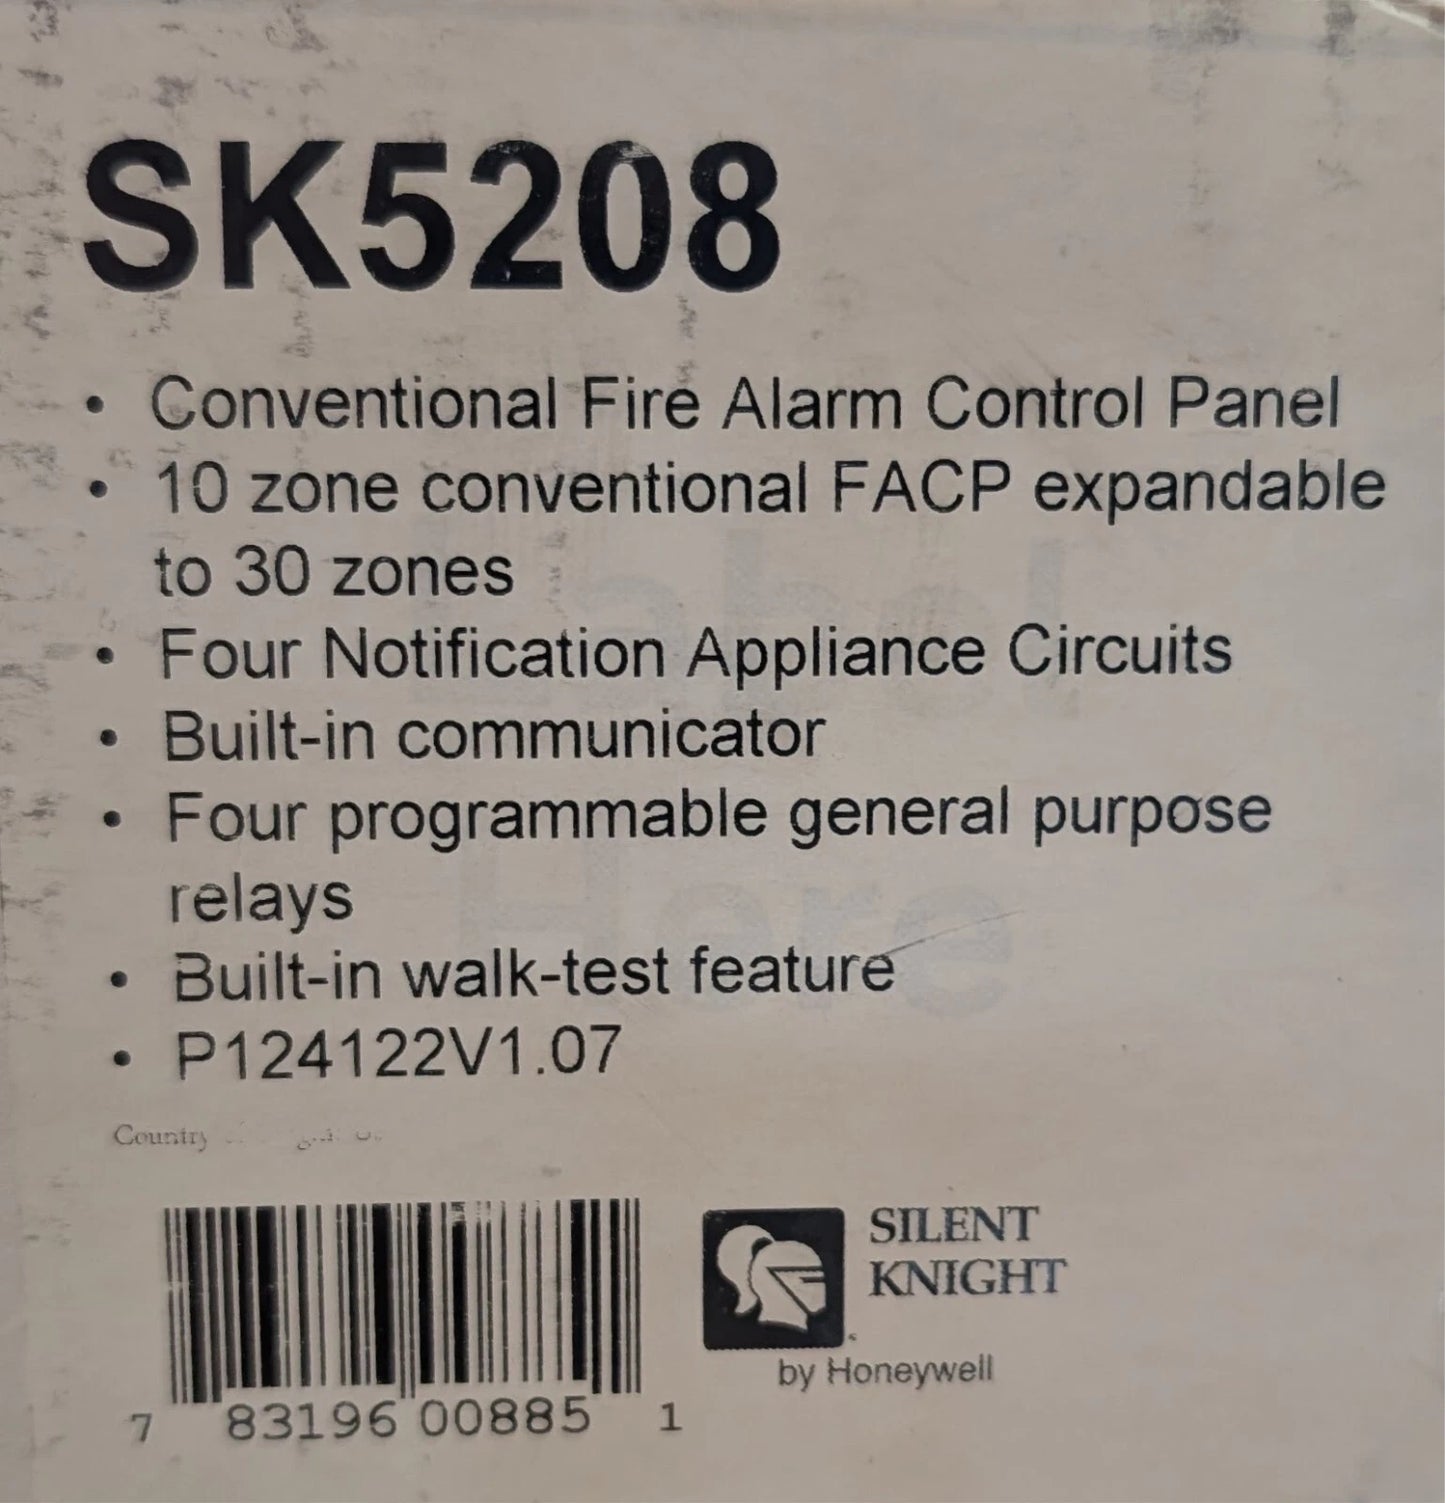 SK5208
• Conventional Fire Alarm Control Panel
• 10 zone conventional FACP expandable
to 30 zones
• Four Notification Appliance Circuits
• Built-in communicator
• Four programmable general purpose
relays
• Built-in walk-test feature
• P124122V1.07
Country
SILENT
KNIGHT
by Honeywell
7 83196 00885 1